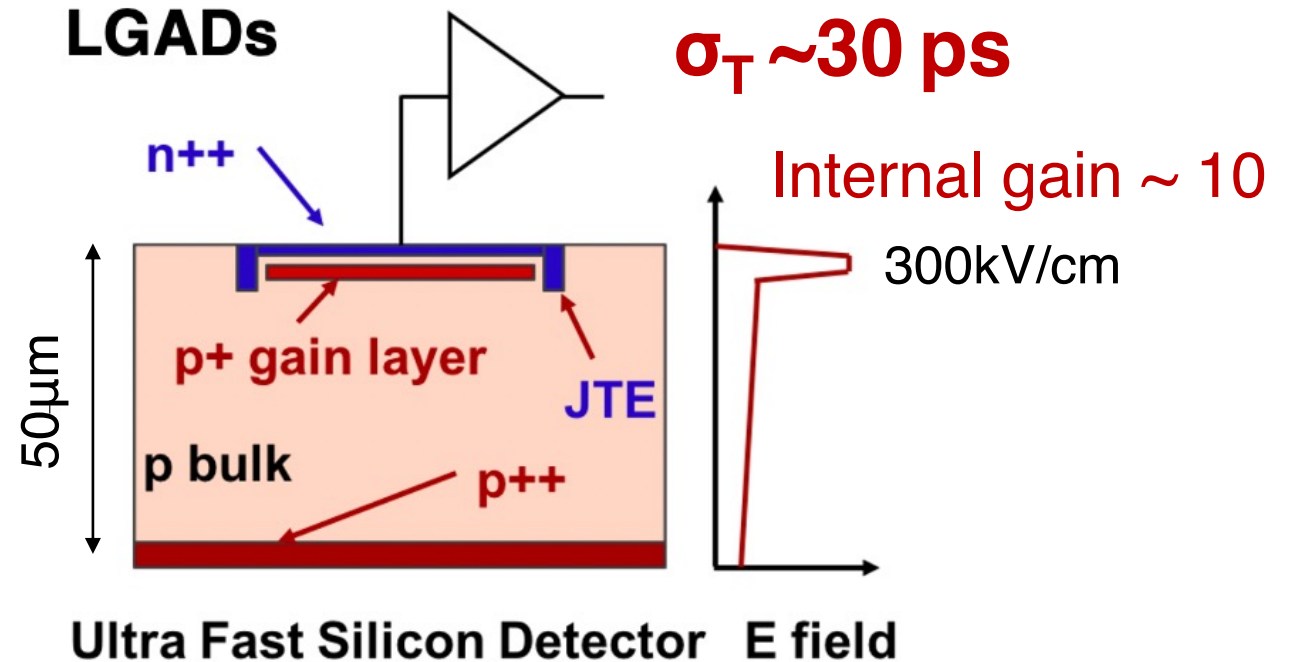 LGADs
σT ~30 ps
n++
Internal gain ~ 10
300kV/cm
p+ gain layer
JTE
50μm
p bulk
p++
Ultra Fast Silicon Detector
E field